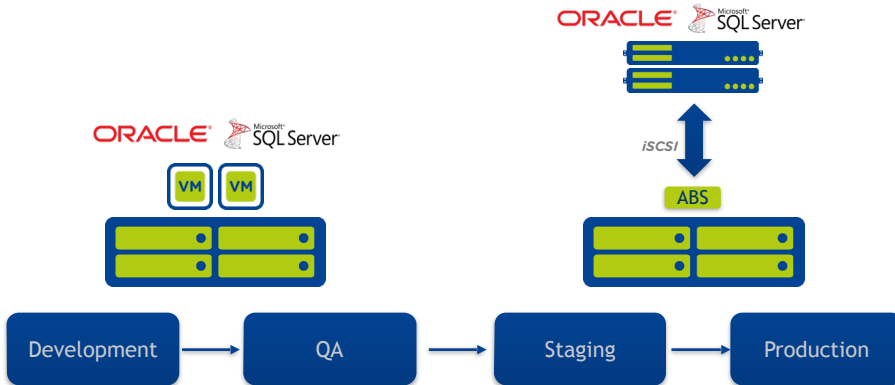 ORACLE Microsoft SQL Server
iSCSI
ABS
ORACLE Microsoft SQL Server
VM VM
Development QA Staging Production